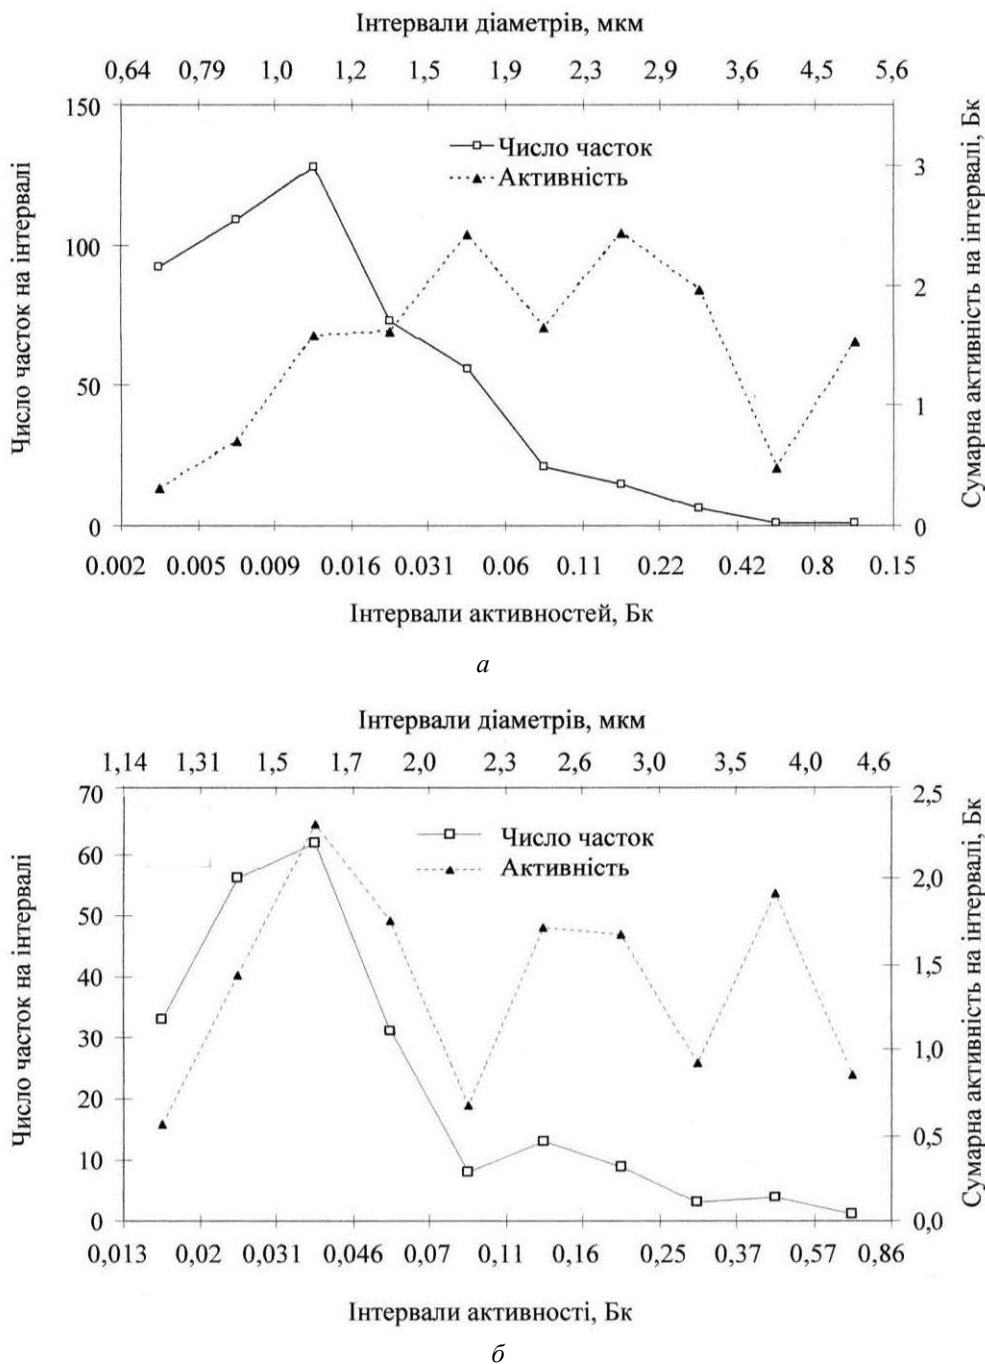 Інтервали діаметрів, мкм
0,64 0,79 1,0 1,2 1,5 1,9 2,3 2,9 3,6 4,5 5,6
Число часток на інтервалі
150
100
50
0
Число часток
Активність
Сумарна активність на інтервалі, Бк
3
2
1
0
0.002 0.005 0.009 0.016 0.031 0.06 0.11 0.22 0.42 0.8 0.15
Інтервали активностей, Бк
а
Інтервали діаметрів, мкм
1,14 1,31 1,5 1,7 2,0 2,3 2,6 3,0 3,5 4,0 4,6
Число часток на інтервалі
70
60
50
40
30
20
10
0
Число часток
Активність
Сумарна активність на інтервалі, Бк
2,5
2,0
1,5
1,0
0,5
0,0
0,013 0,02 0,031 0,046 0,07 0,11 0,16 0,25 0,37 0,57 0,86
Інтервали активності, Бк
б